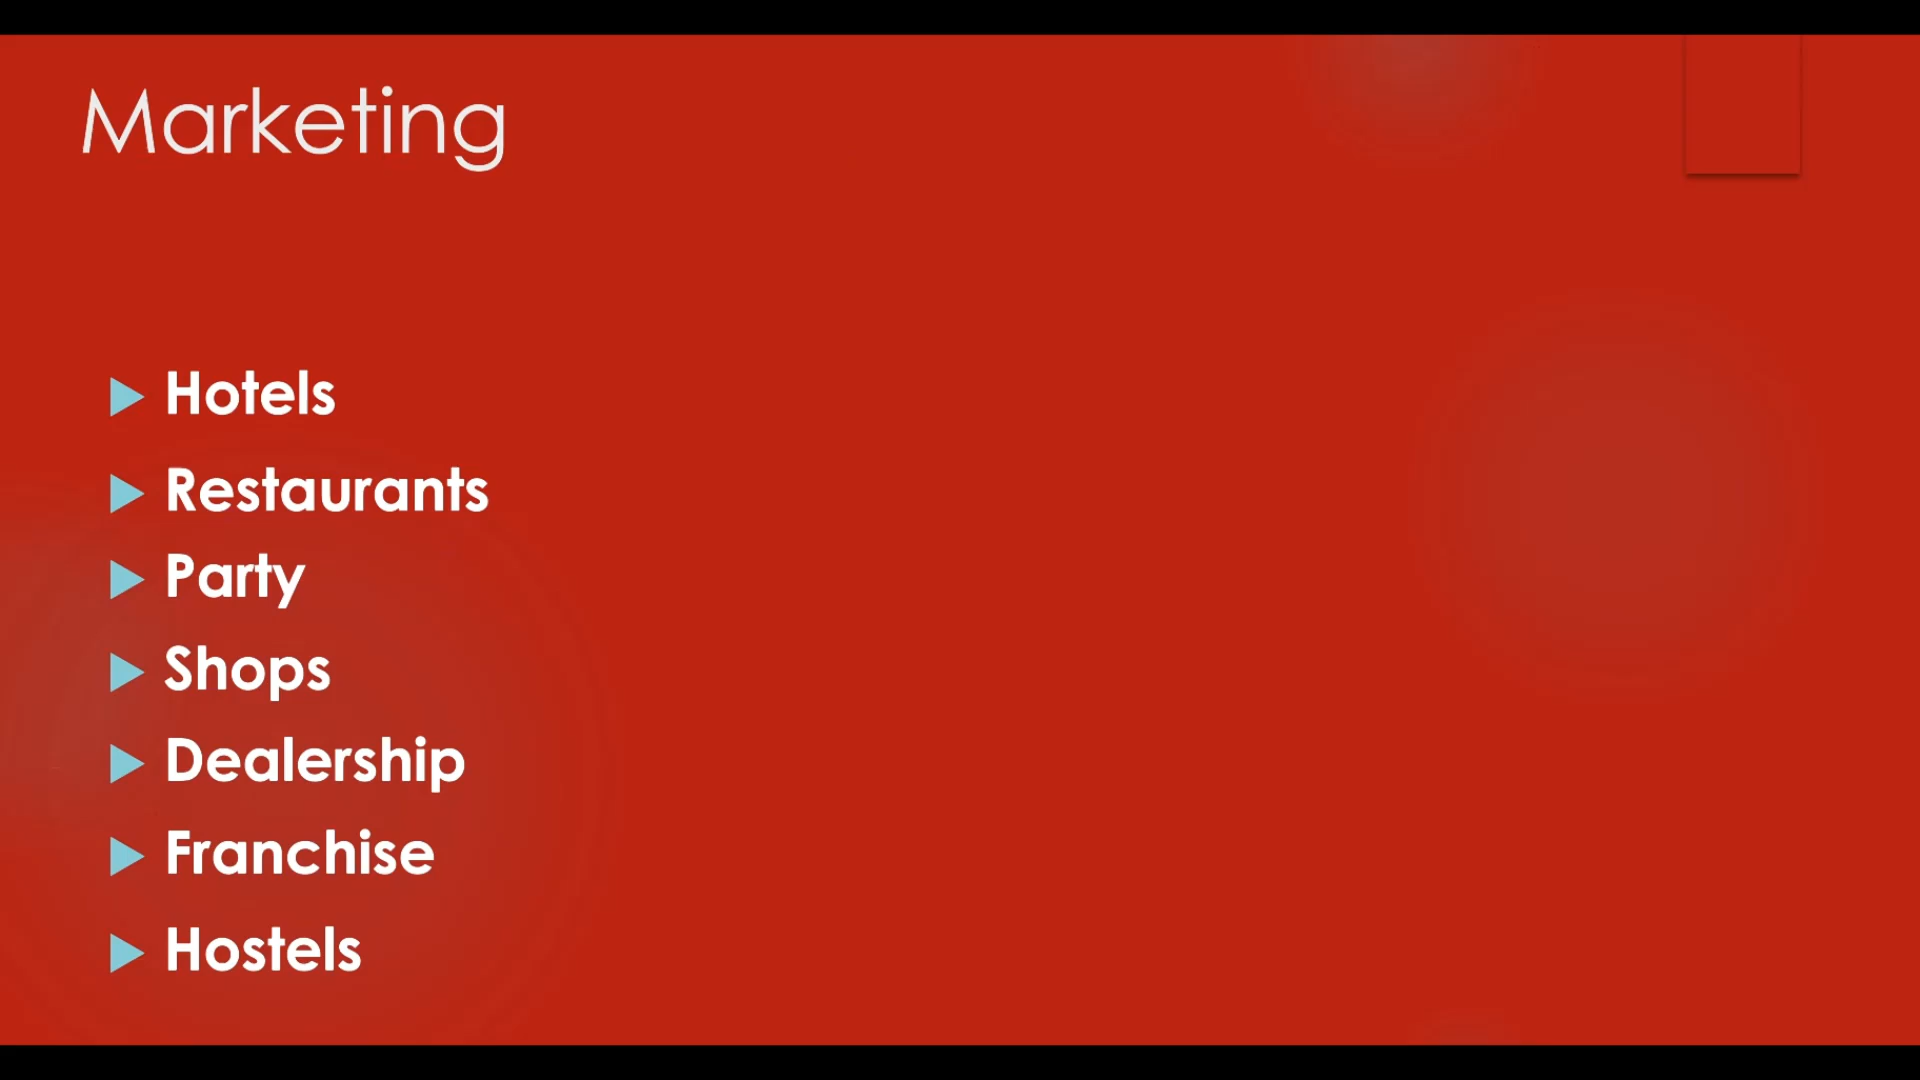 Marketing
Hotels
Restaurants
Party
Shops
Dealership
Franchise
Hostels